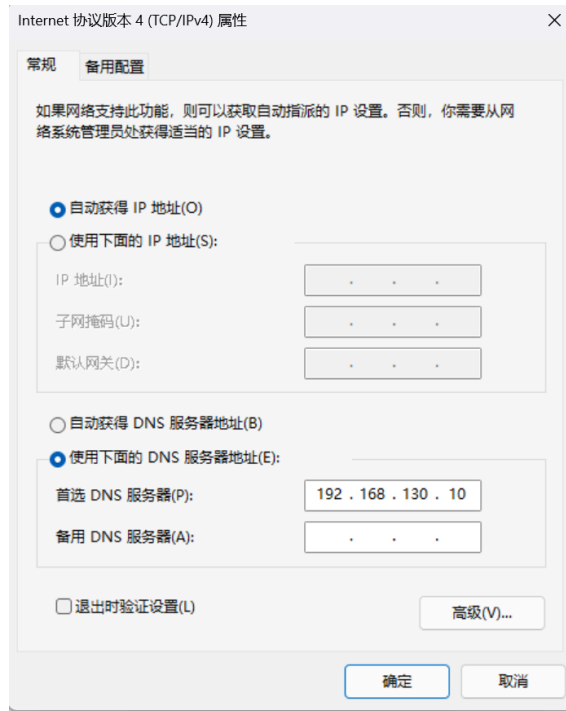 Internet 协议版本 4 (TCP/IPv4) 属性
常规
备用配置
如果网络支持此功能，则可以获取自动指派的 IP 设置。否则，你需要从网
络系统管理员处获得适当的 IP 设置。
自动获得 IP 地址(O)
使用下面的 IP 地址(S):
IP 地址(I):
子网掩码(U):
默认网关(D):
自动获得 DNS 服务器地址(B)
使用下面的 DNS 服务器地址(E):
首选 DNS 服务器(P): 192 . 168 . 130 . 10
备用 DNS 服务器(A):
退出时验证设置(L)
高级(V)...
确定 取消